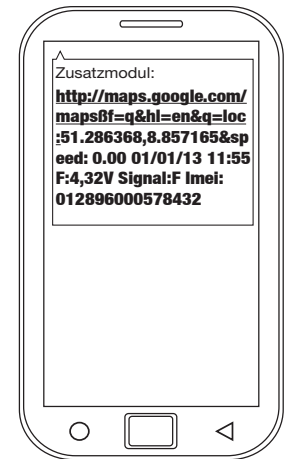 Zusatzmodul:
http://maps.google.com/
mapsßf=q&hl=en&q=loc
:51.286368,8.857165&sp
eed: 0.00 01/01/13 11:55
F:4,32V Signal:F Imei:
012896000578432